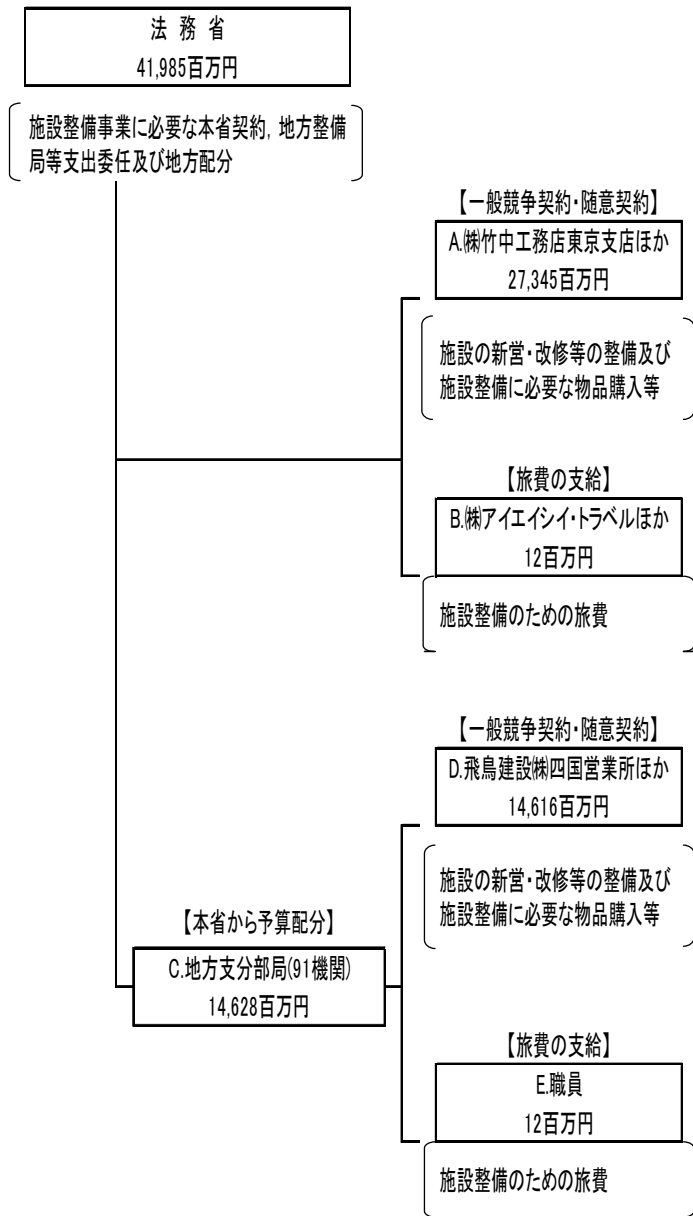 法 務 省
41,985百万円
施設整備事業に必要な本省契約, 地方整備
局等支出委任及び地方配分
【一般競争契約・随意契約】
A.㈱竹中工務店東京支店ほか
27,345百万円
施設の新営・改修等の整備及び
施設整備に必要な物品購入等
【旅費の支給】
B.(株)アイエイシイ・トラベルほか
12百万円
施設整備のための旅費
【一般競争契約・随意契約】
D.飛島建設㈱四国営業所ほか
14,616百万円
施設の新営・改修等の整備及び
施設整備に必要な物品購入等
【本省から予算配分】
C.地方支分部局(91機関)
14,628百万円
【旅費の支給】
E.職員
12百万円
施設整備のための旅費